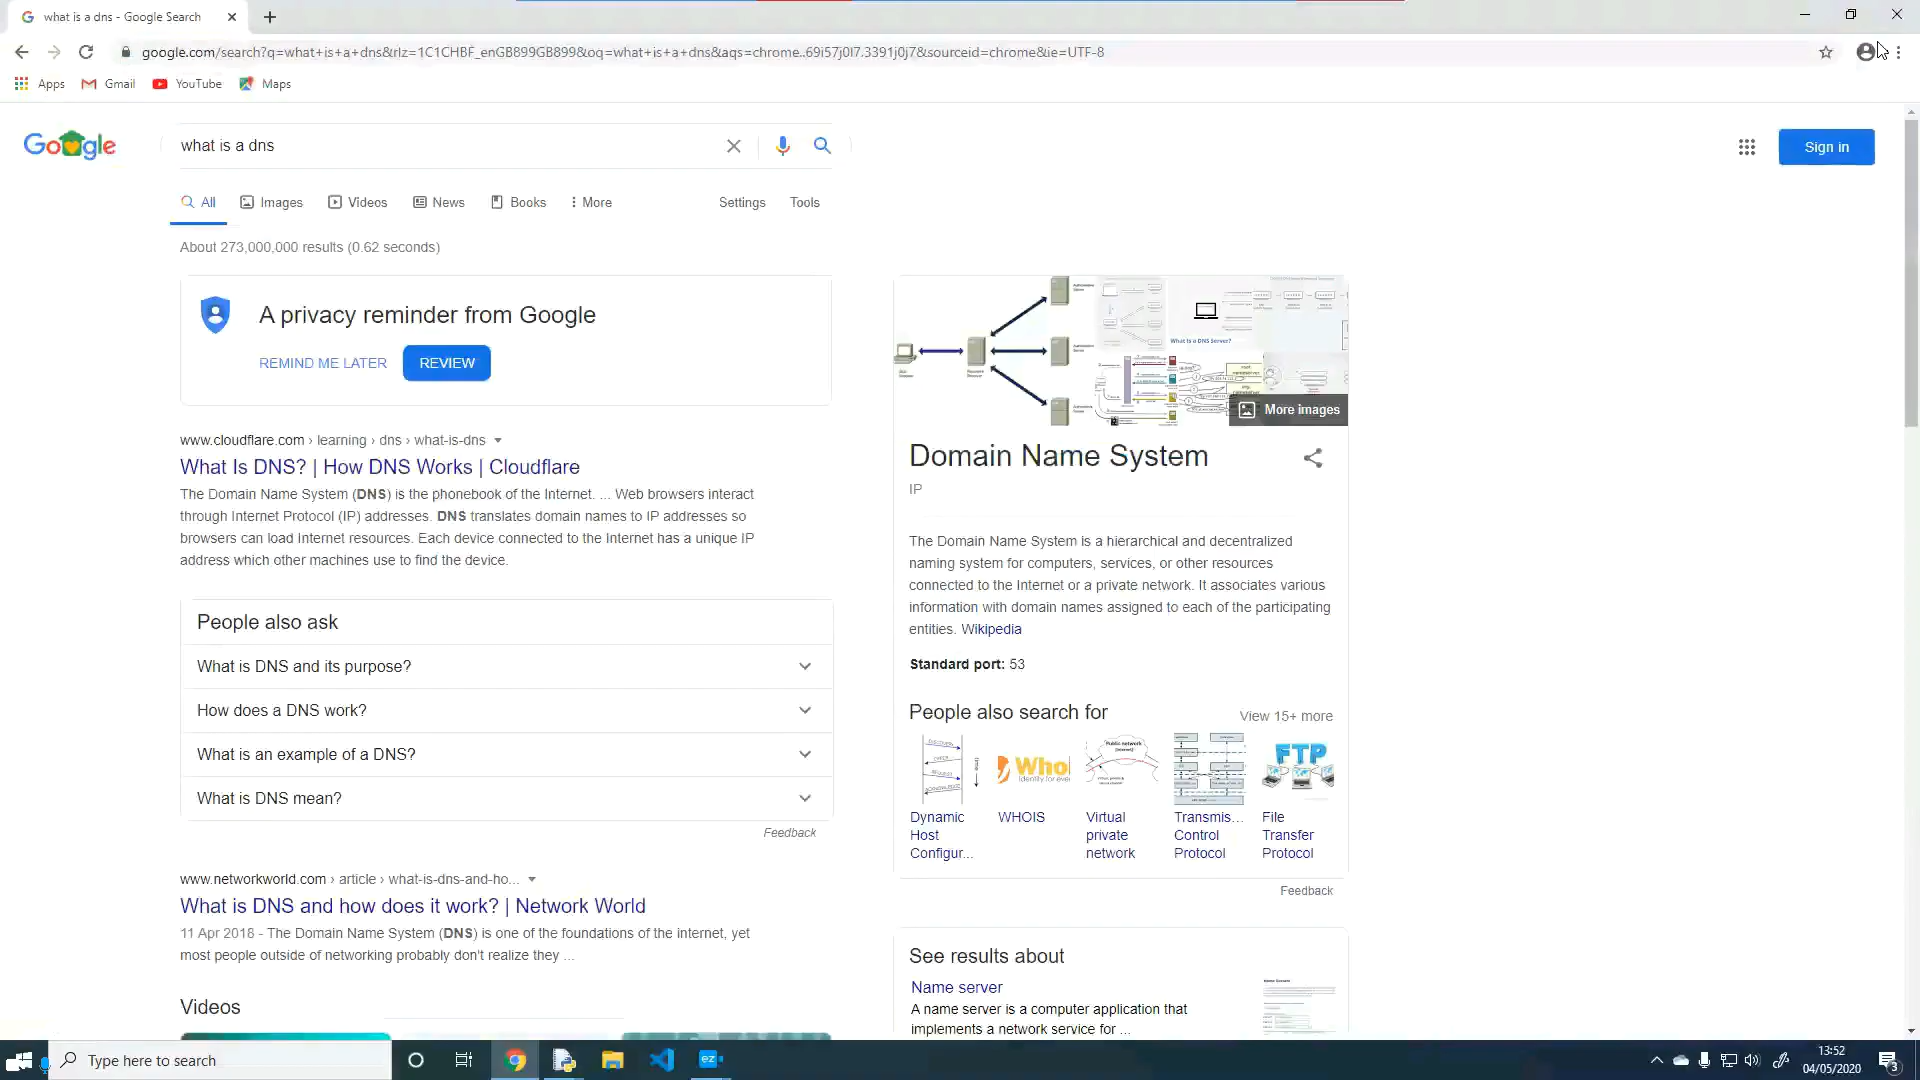 what is a dns - Google Search
google.com/search?q=what+is+a+dns&rlz=1C1CHBF_enGB899GB899&oq=what+is+a+dns&aqs=chrome..69i57j0l7.3391j0j7&sourceid=chrome&ie=UTF-8
Apps Gmail YouTube Maps
Google
what is a dns
Sign in
All Images Videos News Books More Settings Tools
About 273,000,000 results (0.62 seconds)
A privacy reminder from Google
REMIND ME LATER REVIEW
www.cloudflare.com › learning › dns › what-is-dns
What Is DNS? | How DNS Works | Cloudflare
The Domain Name System (DNS) is the phonebook of the Internet. ... Web browsers interact
through Internet Protocol (IP) addresses. DNS translates domain names to IP addresses so
browsers can load Internet resources. Each device connected to the Internet has a unique IP
address which other machines use to find the device.
People also ask
What is DNS and its purpose?
How does a DNS work?
What is an example of a DNS?
What is DNS mean?
Feedback
www.networkworld.com › article › what-is-dns-and-ho...
What is DNS and how does it work? | Network World
11 Apr 2018 - The Domain Name System (DNS) is one of the foundations of the internet, yet
most people outside of networking probably don't realize they ...
Videos
What Is a DNS Server?
More images
Domain Name System
IP
The Domain Name System is a hierarchical and decentralized
naming system for computers, services, or other resources
connected to the Internet or a private network. It associates various
information with domain names assigned to each of the participating
entities. Wikipedia
Standard port: 53
People also search for
View 15+ more
Whoi
Identity for
Public network
FTP
Dynamic
Host
Configur...
WHOIS
Virtual
private
network
Transmis...
Control
Protocol
File
Transfer
Protocol
Feedback
See results about
Name server
A name server is a computer application that
implements a network service for ...
Type here to search
ez
13:52
04/05/2020
3